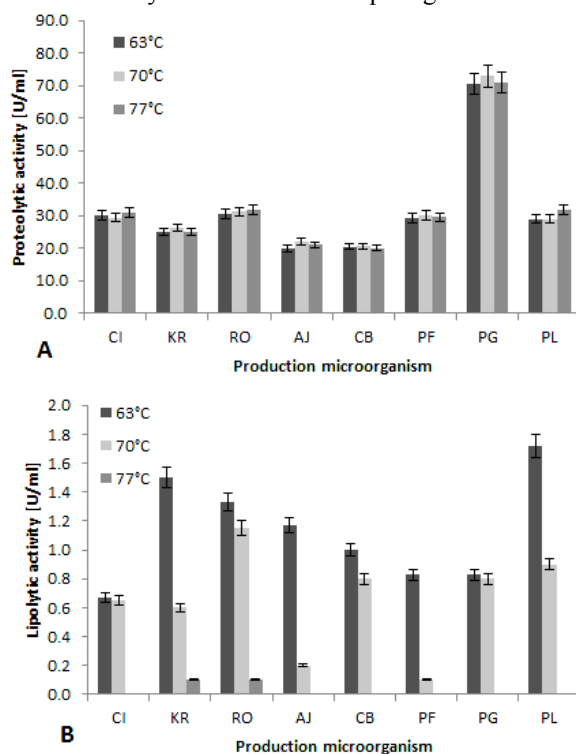 63°C
70°C
77°C
90.0
80.0
70.0
60.0
50.0
40.0
30.0
20.0
10.0
0.0
Proteolytic activity [U/ml]
CI KR RO AJ CB PF PG PL
A
Production microorganism
63°C
70°C
77°C
2.0
1.8
1.6
1.4
1.2
1.0
0.8
0.6
0.4
0.2
0.0
Lipolytic activity [U/ml]
CI KR RO AJ CB PF PG PL
B
Production microorganism